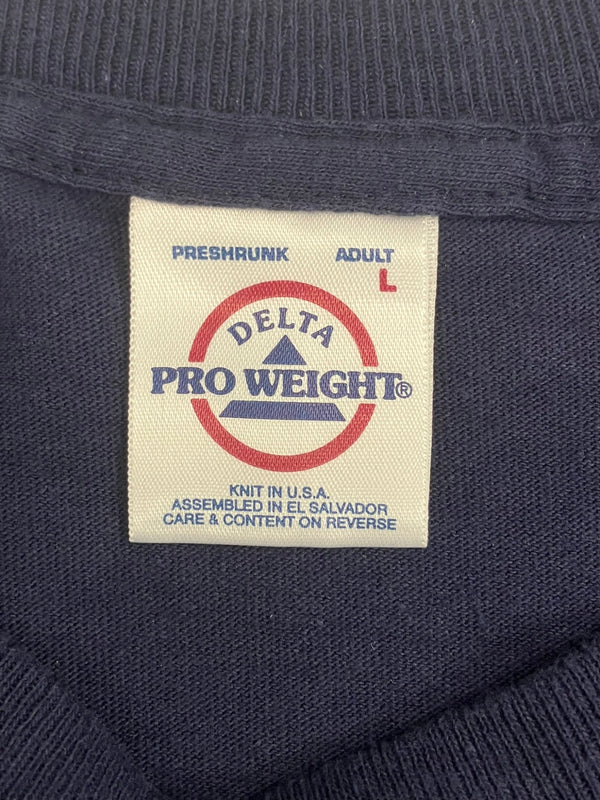 PRESHRUNK ADULT
L
DELTA
PRO WEIGHT®
KNIT IN U.S.A.
ASSEMBLED IN EL SALVADOR
CARE & CONTENT ON REVERSE